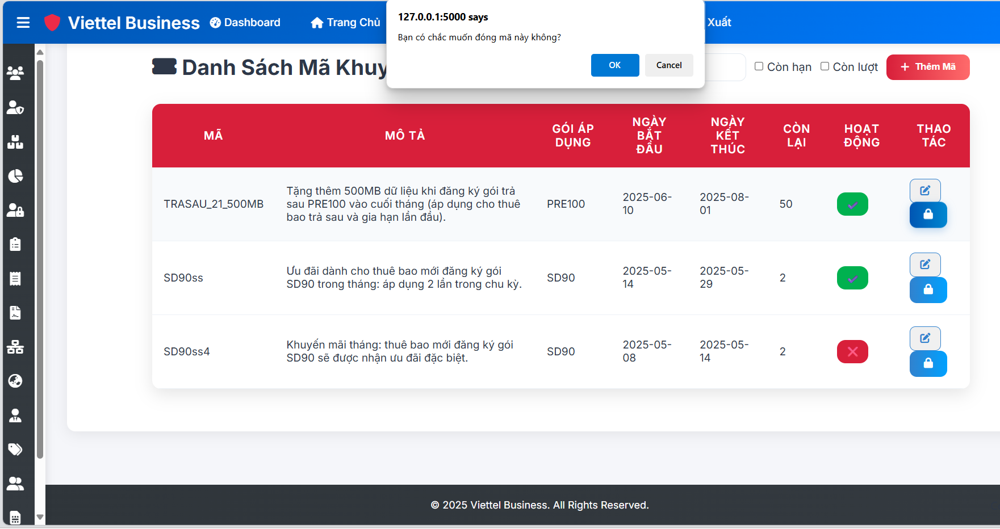 Viettel Business
Dashboard
Trang Chủ
Xuất
127.0.0.1:5000 says
Bạn có chắc muốn đóng mã này không?
OK
Cancel
Danh Sách Mã
Còn hạn
Còn lượt
+ Thêm Mã
MÃ
MÔ TẢ
GÓI ÁP
DỤNG
NGÀY
BẮT
ĐẦU
NGÀY
KẾT
THÚC
CÒN
LẠI
HOẠT
ĐỘNG
THAO
TÁC
TRASAU_21_500MB
Tặng thêm 500MB dữ liệu khi đăng ký gói trả
sau PRE100 vào cuối tháng (áp dụng cho thuê
bao trả sau và gia hạn lần đầu).
PRE100
2025-06-
10
2025-08-
01
50
SD90ss
Ưu đãi dành cho thuê bao mới đăng ký gói
SD90 trong tháng: áp dụng 2 lần trong chu kỳ.
SD90
2025-05-
14
2025-05-
29
2
SD90ss4
Khuyến mãi tháng: thuê bao mới đăng ký gói
SD90 sẽ được nhận ưu đãi đặc biệt.
SD90
2025-05-
08
2025-05-
14
2
© 2025 Viettel Business. All Rights Reserved.